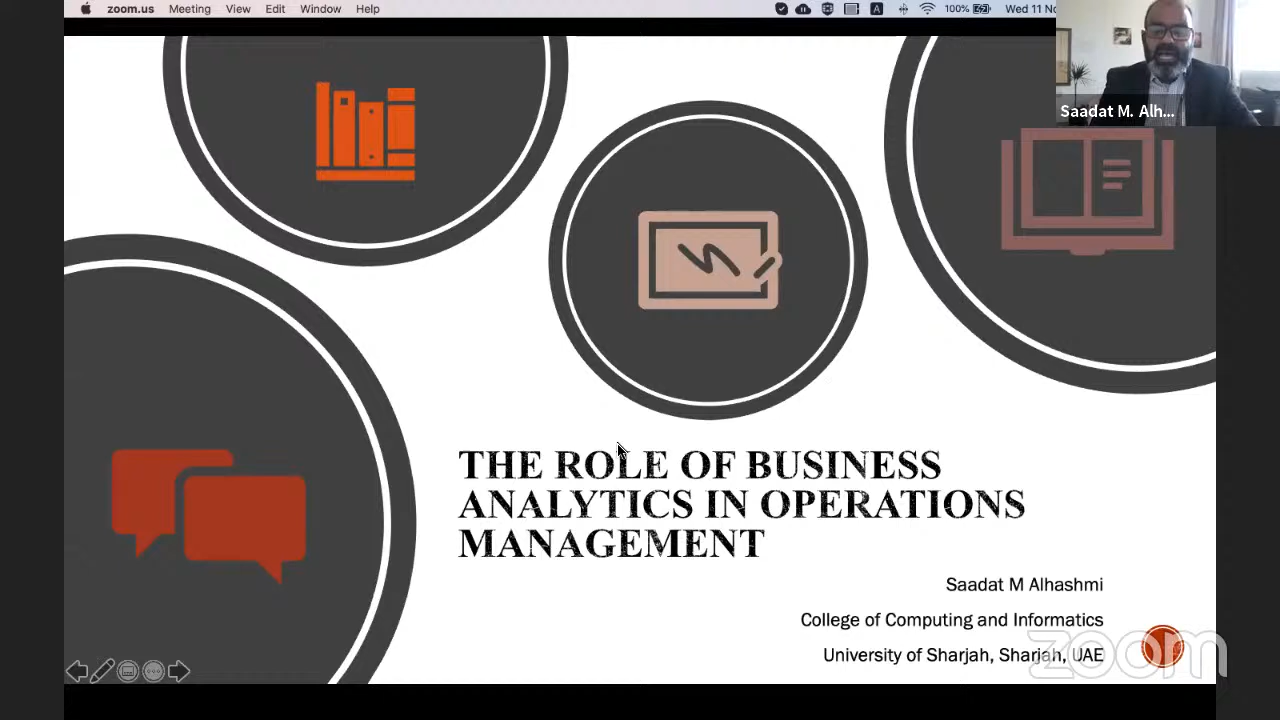 zoom.us Meeting View Edit Window Help
A 100% Wed 11 No
Saadat M. Alh...
THE ROLE OF BUSINESS
ANALYTICS IN OPERATIONS
MANAGEMENT
Saadat M Alhashmi
College of Computing and Informatics
University of Sharjah, Sharjah, UAE
zoom